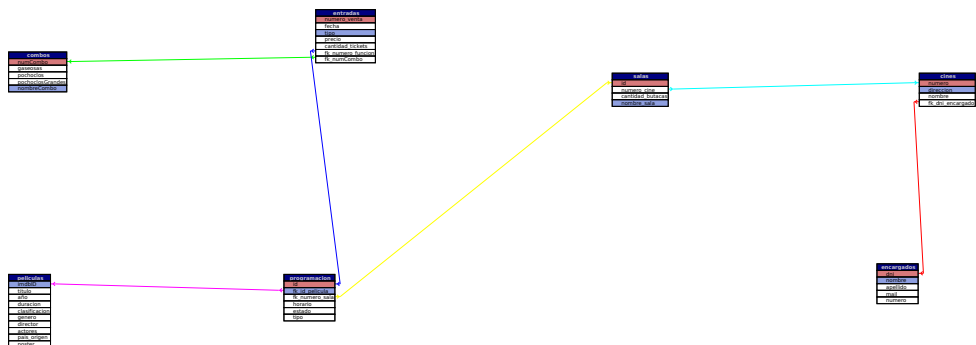 entradas
numero_venta
fecha
tipo
precio
cantidad_tickets
fk_numero_funcion
fk_numCombo
combos
numCombo
gaseosas
pochoclos
pochoclosGrandes
nombreCombo
salas
id
numero_cine
cantidad_butacas
nombre_sala
cines
numero
direccion
nombre
fk_dni_encargado
peliculas
imdbID
titulo
año
duracion
clasificacion
genero
director
actores
pais_origen
poster
programacion
id
fk_id_pelicula
fk_numero_sala
horario
estado
tipo
encargados
dni
nombre
apellido
mail
numero